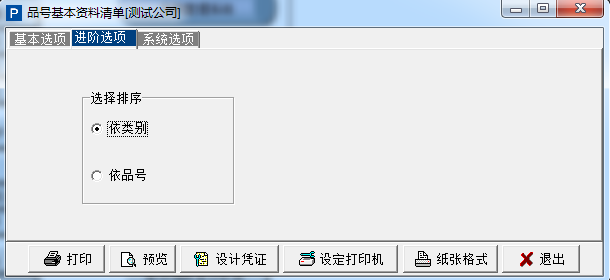 品号基本资料清单[测试公司]
基本选项 进阶选项 系统选项
选择排序
依类别
依品号
打印 预览 设计凭证 设定打印机 纸张格式 退出